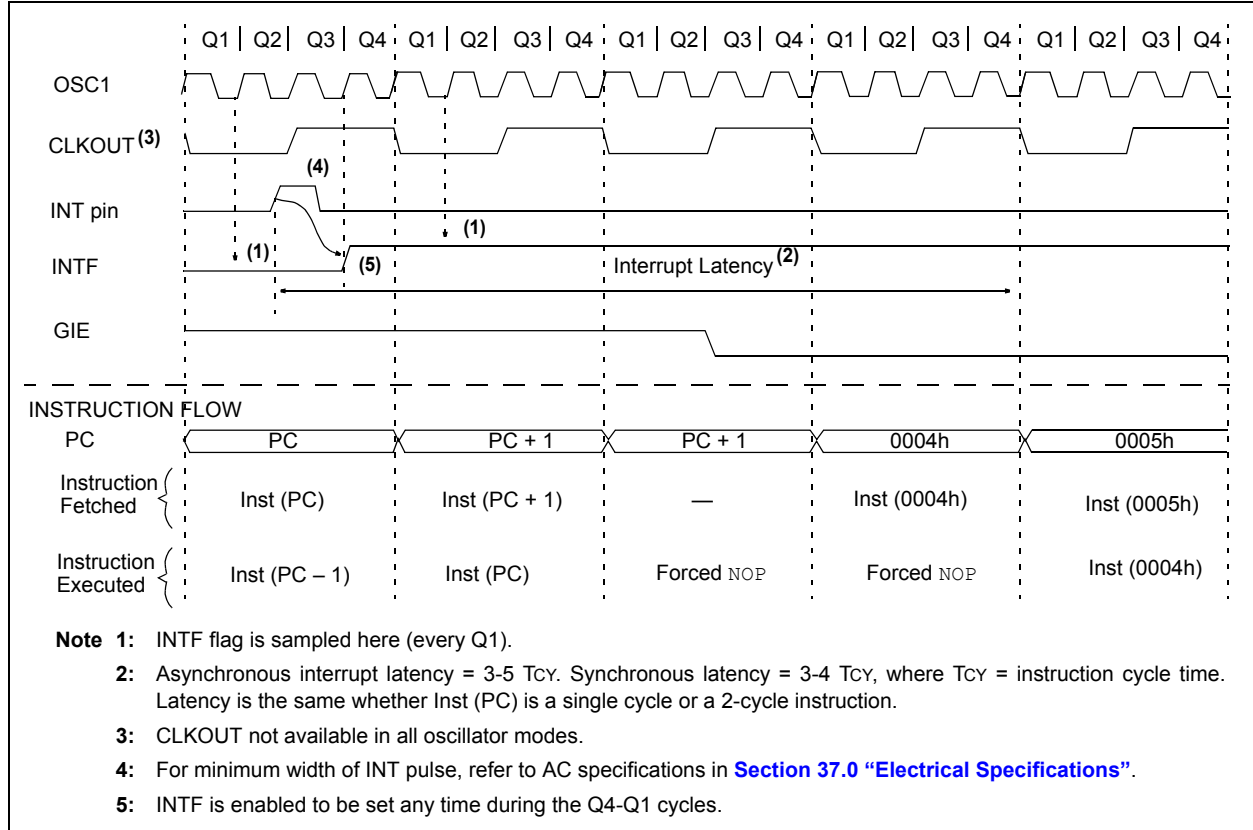 Q1 | Q2 | Q3 | Q4 Q1 | Q2 | Q3 | Q4 Q1 | Q2 | Q3 | Q4 Q1 | Q2 | Q3 | Q4 Q1 | Q2 | Q3 | Q4
OSC1
CLKOUT (3)
(4)
INT pin
(1)
(1)
INTF
(5)
Interrupt Latency (2)
GIE
INSTRUCTION FLOW
PC PC PC + 1 PC + 1 0004h 0005h
Instruction
Fetched
Inst (PC) Inst (PC + 1) — Inst (0004h) Inst (0005h)
Instruction
Executed
Inst (PC – 1) Inst (PC) Forced NOP Forced NOP Inst (0004h)
Note 1: INTF flag is sampled here (every Q1).
2: Asynchronous interrupt latency = 3-5 TCY. Synchronous latency = 3-4 TCY, where TCY = instruction cycle time.
Latency is the same whether Inst (PC) is a single cycle or a 2-cycle instruction.
3: CLKOUT not available in all oscillator modes.
4: For minimum width of INT pulse, refer to AC specifications in Section 37.0 “Electrical Specifications”.
5: INTF is enabled to be set any time during the Q4-Q1 cycles.